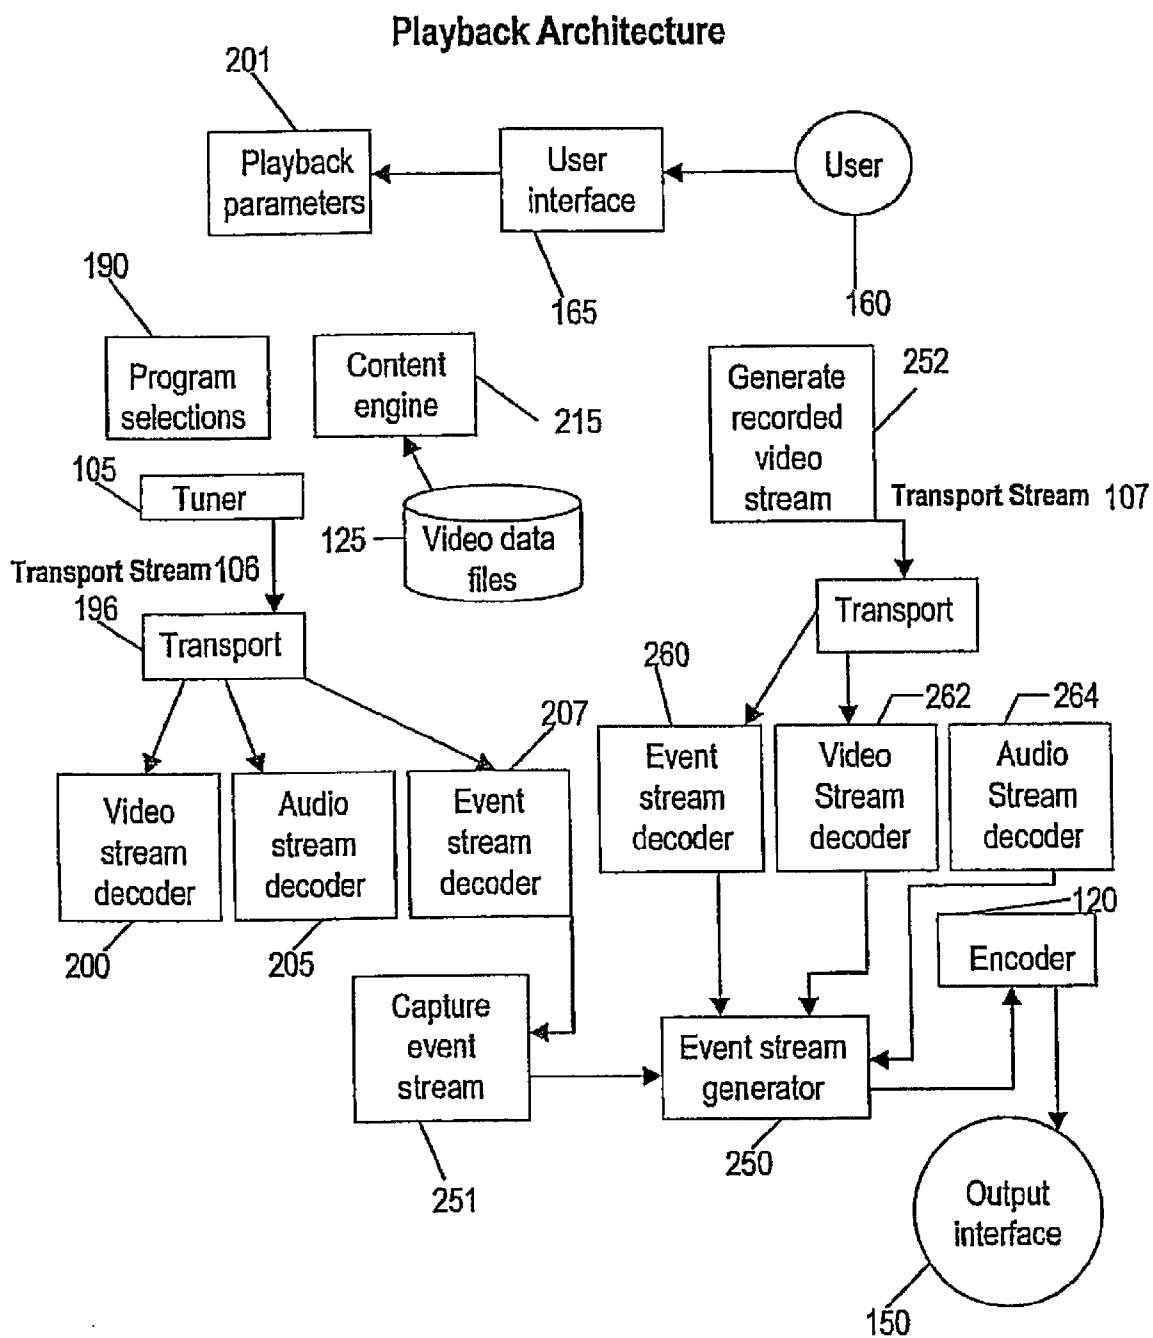 Playback Architecture
201
Playback
parameters
User
interface
User
165
160
190
Program
selections
Content
engine
215
Generate
recorded
video
stream
252
105
Tuner
125
Video data
files
Transport Stream 107
Transport Stream 106
196
Transport
Transport
207
260
262
264
Video
stream
decoder
Audio
stream
decoder
Event
stream
decoder
Event
stream
decoder
Video
Stream
decoder
Audio
Stream
decoder
200
205
120
Encoder
Capture
event
stream
Event stream
generator
251
250
Output
interface
150